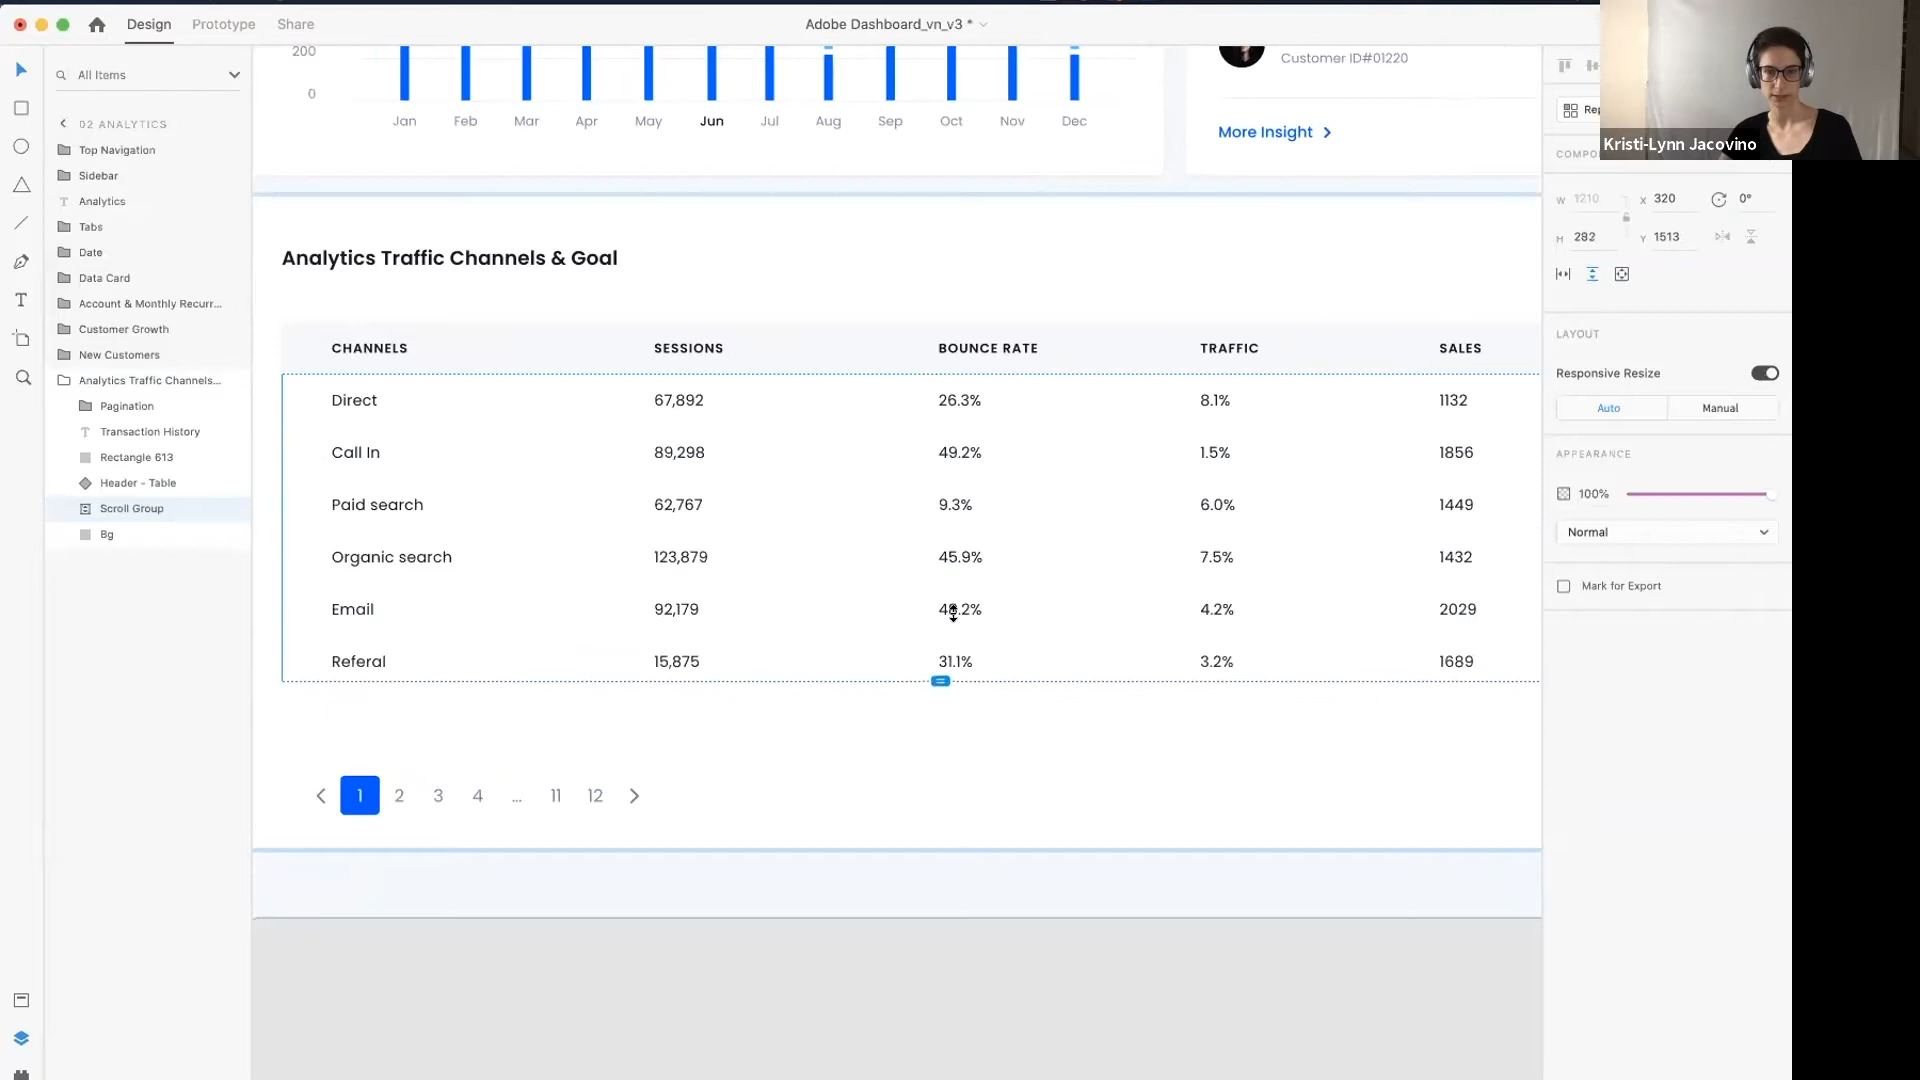 Design Prototype Share
Adobe Dashboard_vn_v3 *
All Items
02 ANALYTICS
Top Navigation
Sidebar
Analytics
Tabs
Date
Data Card
Account & Monthly Recurr...
Customer Growth
New Customers
Analytics Traffic Channels...
Pagination
Transaction History
Rectangle 613
Header - Table
Scroll Group
Bg
200
0
Jan Feb Mar Apr May Jun Jul Aug Sep Oct Nov Dec
Customer ID#01220
More Insight
Analytics Traffic Channels & Goal
CHANNELS SESSIONS BOUNCE RATE TRAFFIC SALES
Direct 67,892 26.3% 8.1% 1132
Call In 89,298 49.2% 1.5% 1856
Paid search 62,767 9.3% 6.0% 1449
Organic search 123,879 45.9% 7.5% 1432
Email 92,179 4.2% 2029
Referal 15,875 31.1% 3.2% 1689
1 2 3 4 ... 11 12
Kristi-Lynn Jacovino
W 1210 X 320 0°
H 282 Y 1513
LAYOUT
Responsive Resize
Auto Manual
APPEARANCE
100%
Normal
Mark for Export